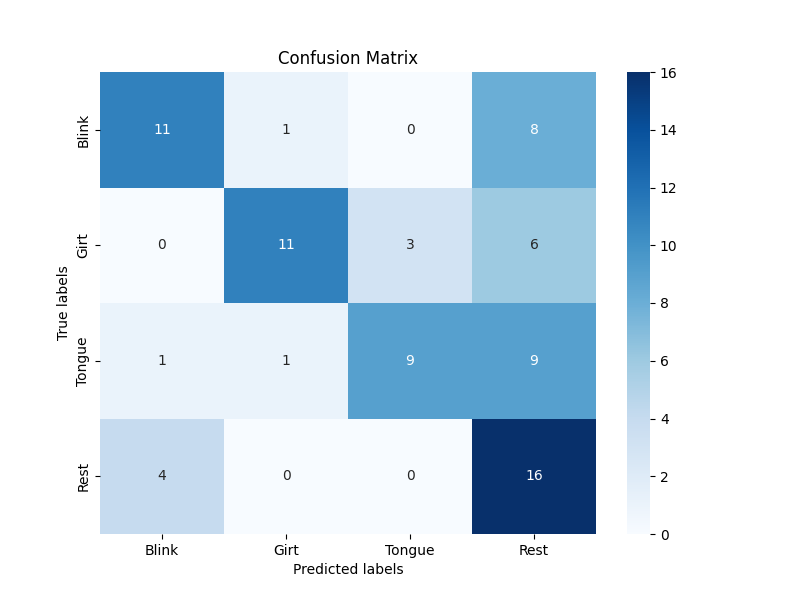 Confusion Matrix
True labels
Blink
11 1 0 8
Girt
0 11 3 6
Tongue
1 1 9 9
Rest
4 0 0 16
Blink Girt Tongue Rest
Predicted labels
16
14
12
10
8
6
4
2
0